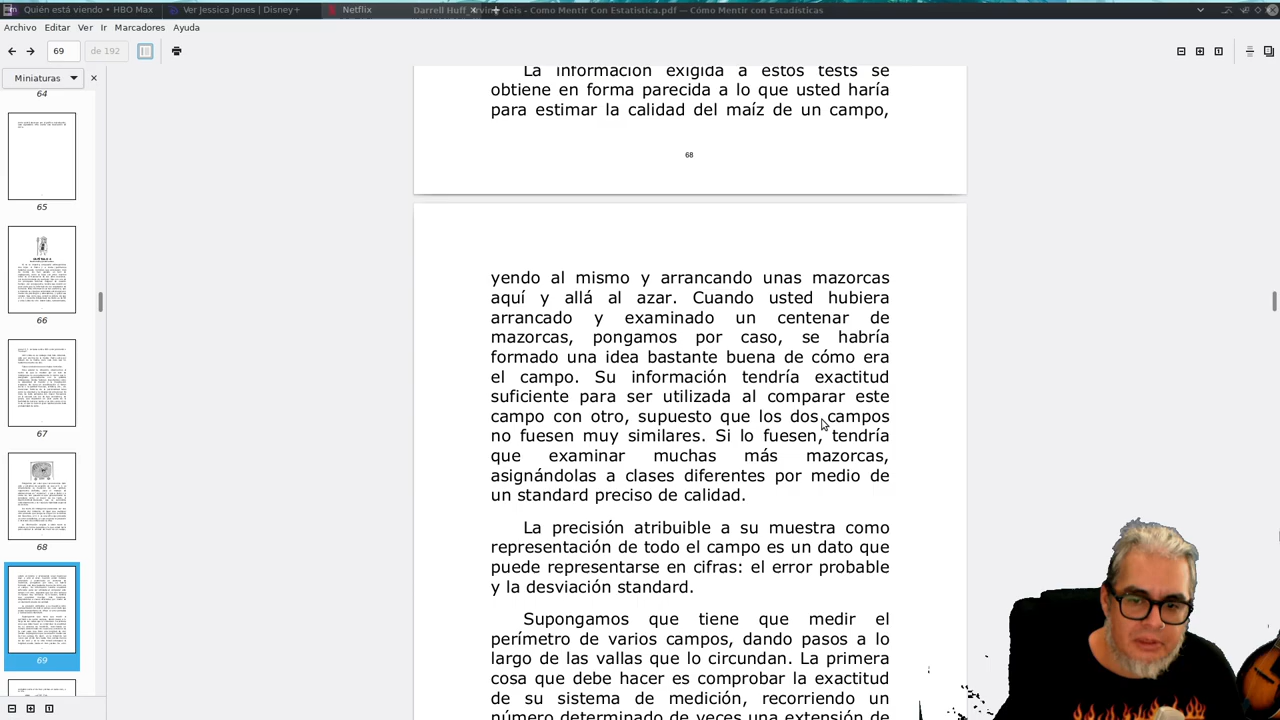 Quién está viendo • HBO Max
Ver Jessica Jones | Disney+
Netflix
Darrell Huff_Irving Geis - Como Mentir Con Estatistica.pdf — Cómo Mentir con Estadísticas
Archivo Editar Ver Ir Marcadores Ayuda
69 de 192
Miniaturas
64
65
66
67
68
69
La información exigida a estos tests se
obtiene en forma parecida a lo que usted haría
para estimar la calidad del maíz de un campo,
68
yendo al mismo y arrancando unas mazorcas
aquí y allá al azar. Cuando usted hubiera
arrancado y examinado un centenar de
mazorcas, pongamos por caso, se habría
formado una idea bastante buena de cómo era
el campo. Su información tendría exactitud
suficiente para ser utilizada al comparar este
campo con otro, supuesto que los dos campos
no fuesen muy similares. Si lo fuesen, tendría
que examinar muchas más mazorcas,
asignándolas a clases diferentes por medio de
un standard preciso de calidad.
La precisión atribuible a su muestra como
representación de todo el campo es un dato que
puede representarse en cifras: el error probable
y la desviación standard.
Supongamos que tiene que medir el
perímetro de varios campos, dando pasos a lo
largo de las vallas que lo circundan. La primera
cosa que debe hacer es comprobar la exactitud
de su sistema de medición, recorriendo un
número determinado de veces una extensión de